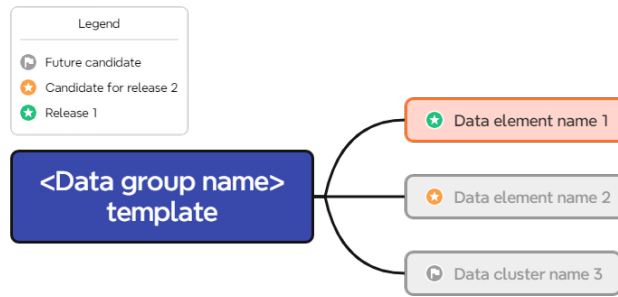 Legend
Future candidate
Candidate for release 2
Release 1
<Data group name>
template
Data element name 1
Data element name 2
Data cluster name 3